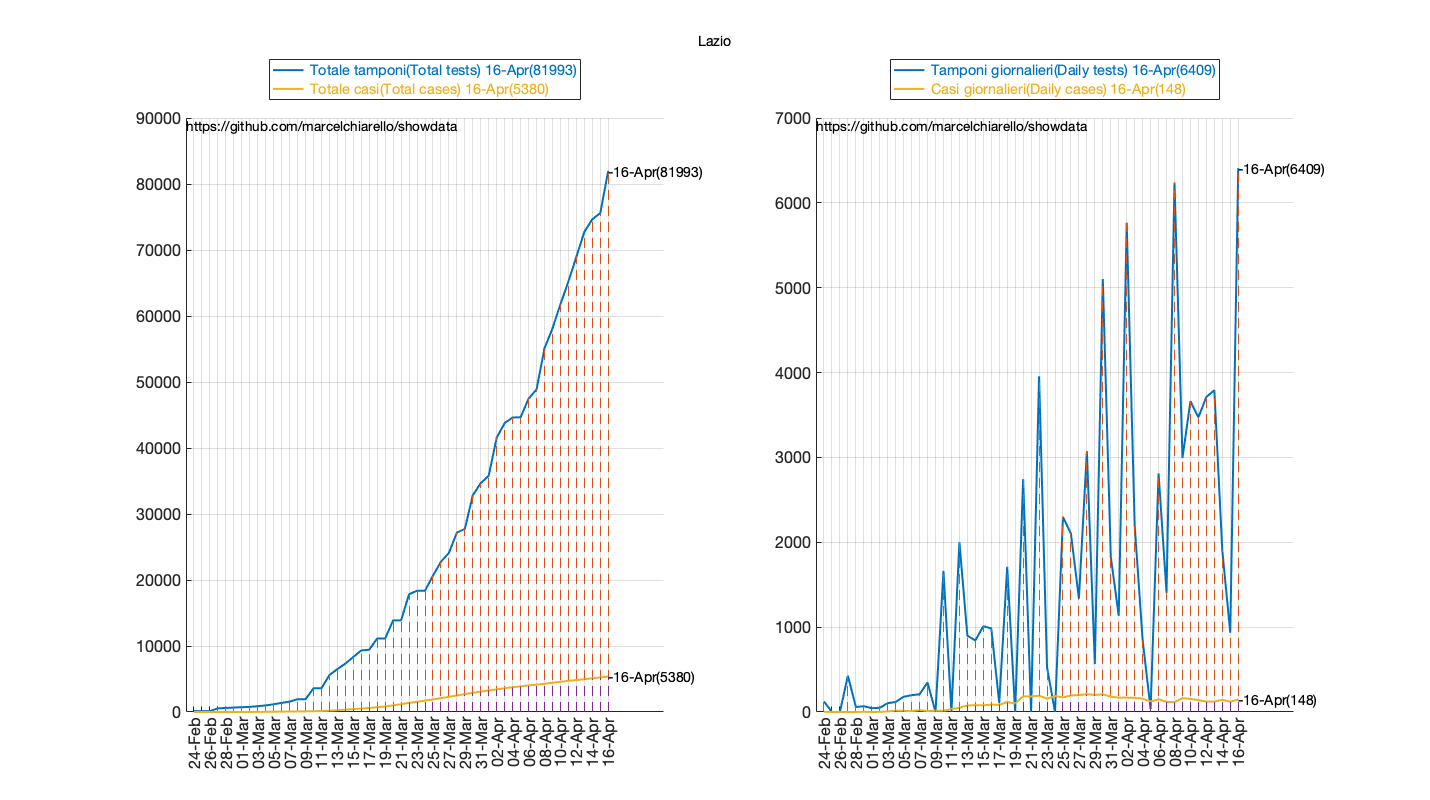 Lazio
Totale tamponi(Total tests) 16-Apr(81993)
Totale casi(Total cases) 16-Apr(5380)
90000
80000
70000
60000
50000
40000
30000
20000
10000
0
https://github.com/marcelchiarello/showdata
16-Apr(81993)
16-Apr(5380)
24-Feb
26-Feb
28-Feb
01-Mar
03-Mar
05-Mar
07-Mar
09-Mar
11-Mar
13-Mar
15-Mar
17-Mar
19-Mar
21-Mar
23-Mar
25-Mar
27-Mar
29-Mar
31-Mar
02-Apr
04-Apr
06-Apr
08-Apr
10-Apr
12-Apr
14-Apr
16-Apr
Tamponi giornalieri(Daily tests) 16-Apr(6409)
Casi giornalieri(Daily cases) 16-Apr(148)
7000
6000
5000
4000
3000
2000
1000
0
https://github.com/marcelchiarello/showdata
16-Apr(6409)
16-Apr(148)
24-Feb
26-Feb
28-Feb
01-Mar
03-Mar
05-Mar
07-Mar
09-Mar
11-Mar
13-Mar
15-Mar
17-Mar
19-Mar
21-Mar
23-Mar
25-Mar
27-Mar
29-Mar
31-Mar
02-Apr
04-Apr
06-Apr
08-Apr
10-Apr
12-Apr
14-Apr
16-Apr